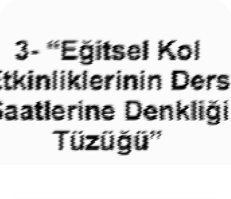 3- “Eğitsel Kol
Etkinliklerinin Ders
Saatlerine Denkliği
Tüzüğü”